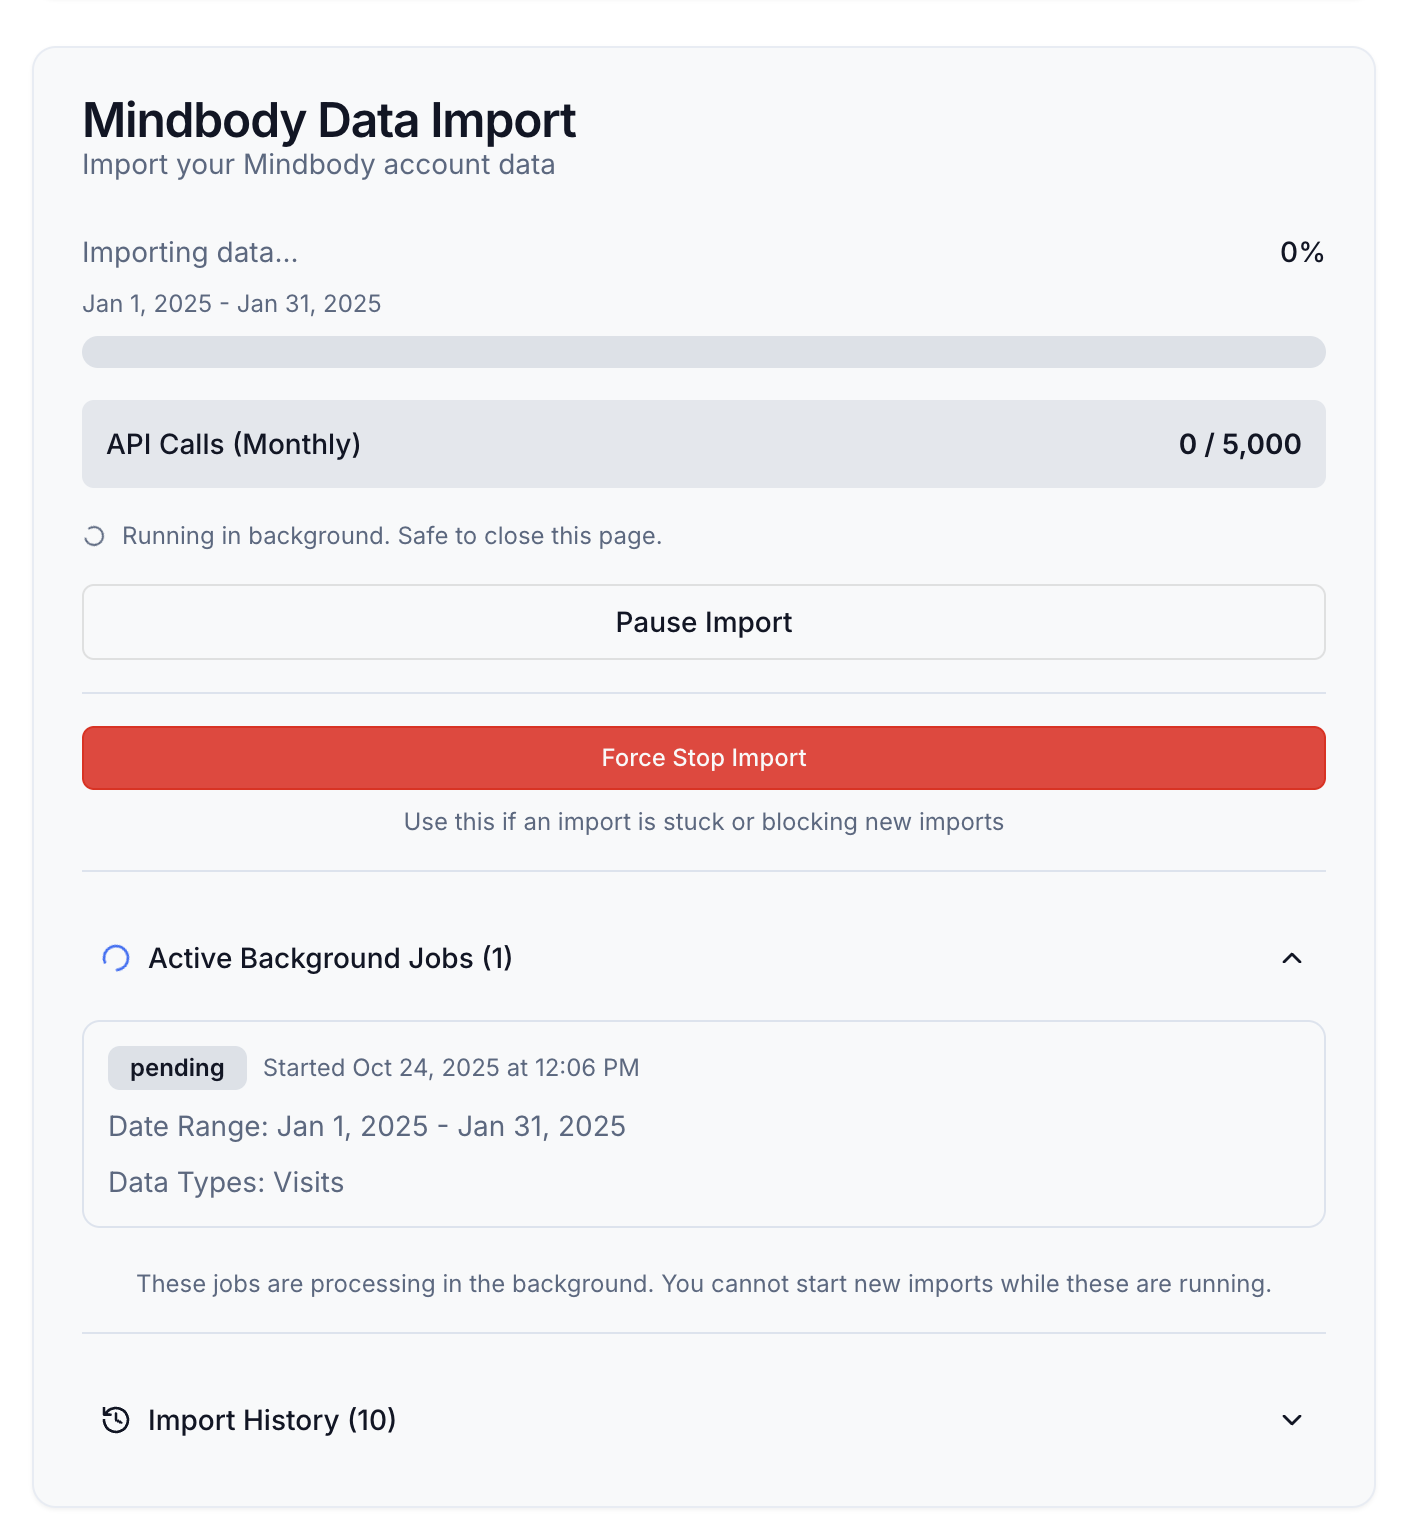 Mindbody Data Import
Import your Mindbody account data
Importing data...
0%
Jan 1, 2025 - Jan 31, 2025
API Calls (Monthly)
0 / 5,000
Running in background. Safe to close this page.
Pause Import
Force Stop Import
Use this if an import is stuck or blocking new imports
Active Background Jobs (1)
pending
Started Oct 24, 2025 at 12:06 PM
Date Range: Jan 1, 2025 - Jan 31, 2025
Data Types: Visits
These jobs are processing in the background. You cannot start new imports while these are running.
Import History (10)